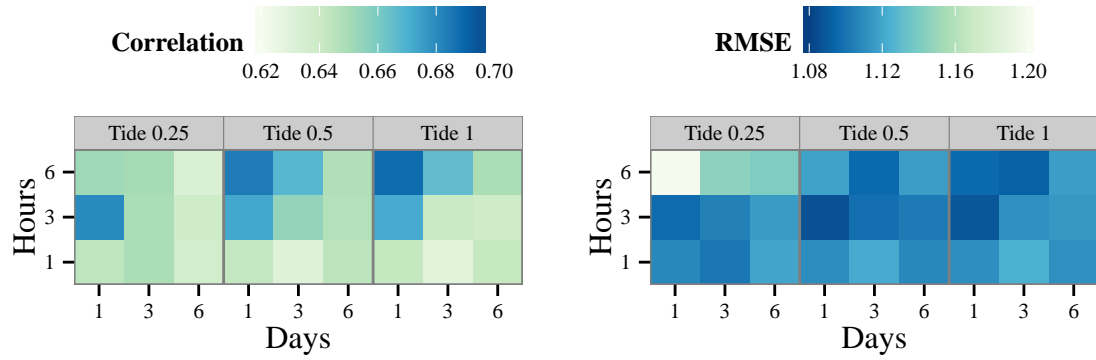 Correlation
0.62 0.64 0.66 0.68 0.70
Tide 0.25 Tide 0.5 Tide 1
Hours
6
3
1
1 3 6 1 3 6 1 3 6
Days
RMSE
1.08 1.12 1.16 1.20
Tide 0.25 Tide 0.5 Tide 1
Hours
6
3
1
1 3 6 1 3 6 1 3 6
Days